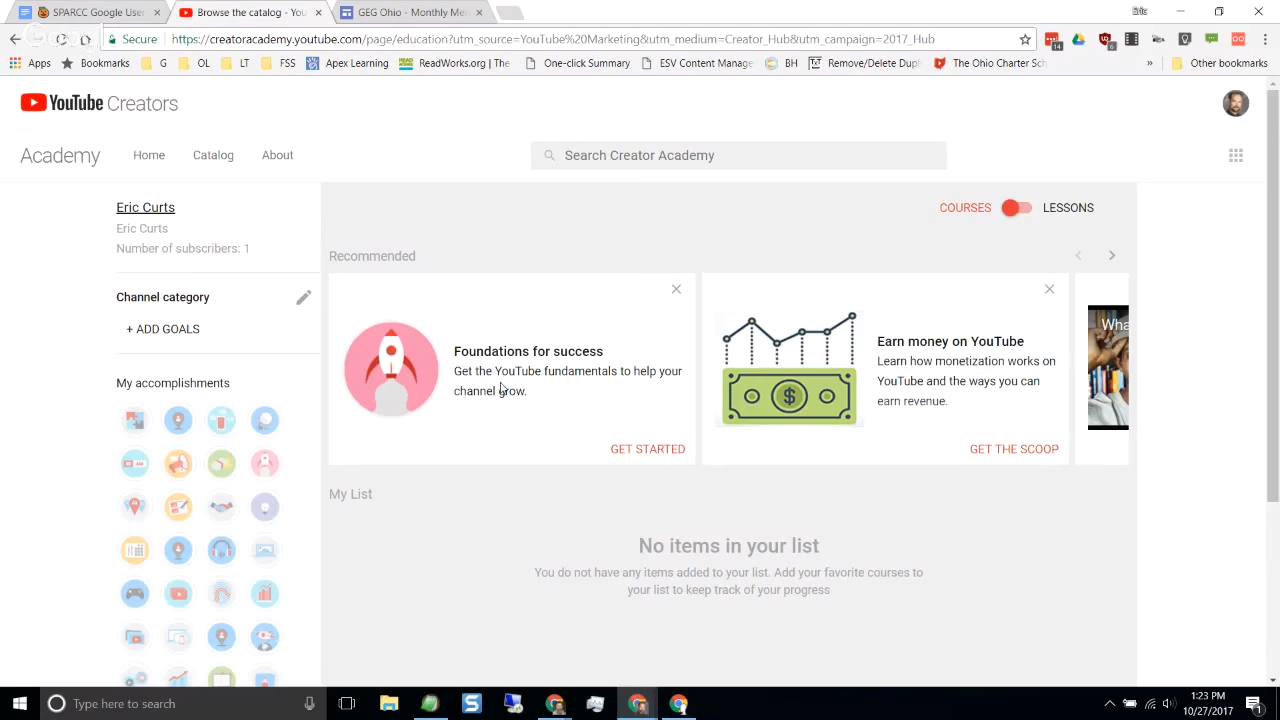 SPARCC Google User
Browse the catalog - You
GEG Ohio - Monthly Me
Secure
https://creatoracademy.youtube.com/page/education?utm_source=YouTube%20Marketing&utm_medium=Creator_Hub&utm_campaign=2017_Hub
14
6
Apps
Bookmarks
G
OL
LT
FSS
Apex Learning
ReadWorks.org | The
One-click Summary
ESV Content Manage
BH
Remove/Delete Dupl
The Ohio Charter Sch
»
Other bookmarks
YouTube Creators
Academy
Home
Catalog
About
Search Creator Academy
Eric Curts
Eric Curts
Number of subscribers: 1
Channel category
+ ADD GOALS
My accomplishments
COURSES
LESSONS
Recommended
Foundations for success
Get the YouTube fundamentals to help your
channel grow.
GET STARTED
$
Earn money on YouTube
Learn how monetization works on
YouTube and the ways you can
earn revenue.
GET THE SCOOP
Wha
My List
No items in your list
You do not have any items added to your list. Add your favorite courses to
your list to keep track of your progress
Type here to search
1:23 PM
10/27/2017